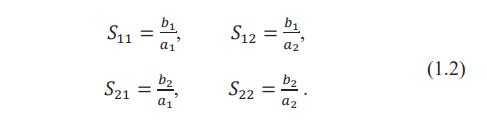 S₁₁ = b₁/a₁, S₁₂ = b₁/a₂,
(1.2)
S₂₁ = b₂/a₁, S₂₂ = b₂/a₂ .